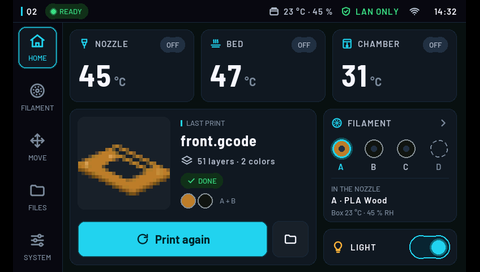 02 READY 23 °C · 45 % LAN ONLY 14:32
HOME
FILAMENT
MOVE
FILES
SYSTEM
NOZZLE OFF
45 °C
BED OFF
47 °C
CHAMBER OFF
31 °C
LAST PRINT
front.gcode
51 layers · 2 colors
DONE
A + B
Print again
FILAMENT
A B C D
IN THE NOZZLE
A · PLA Wood
Box 23 °C · 45 % RH
LIGHT